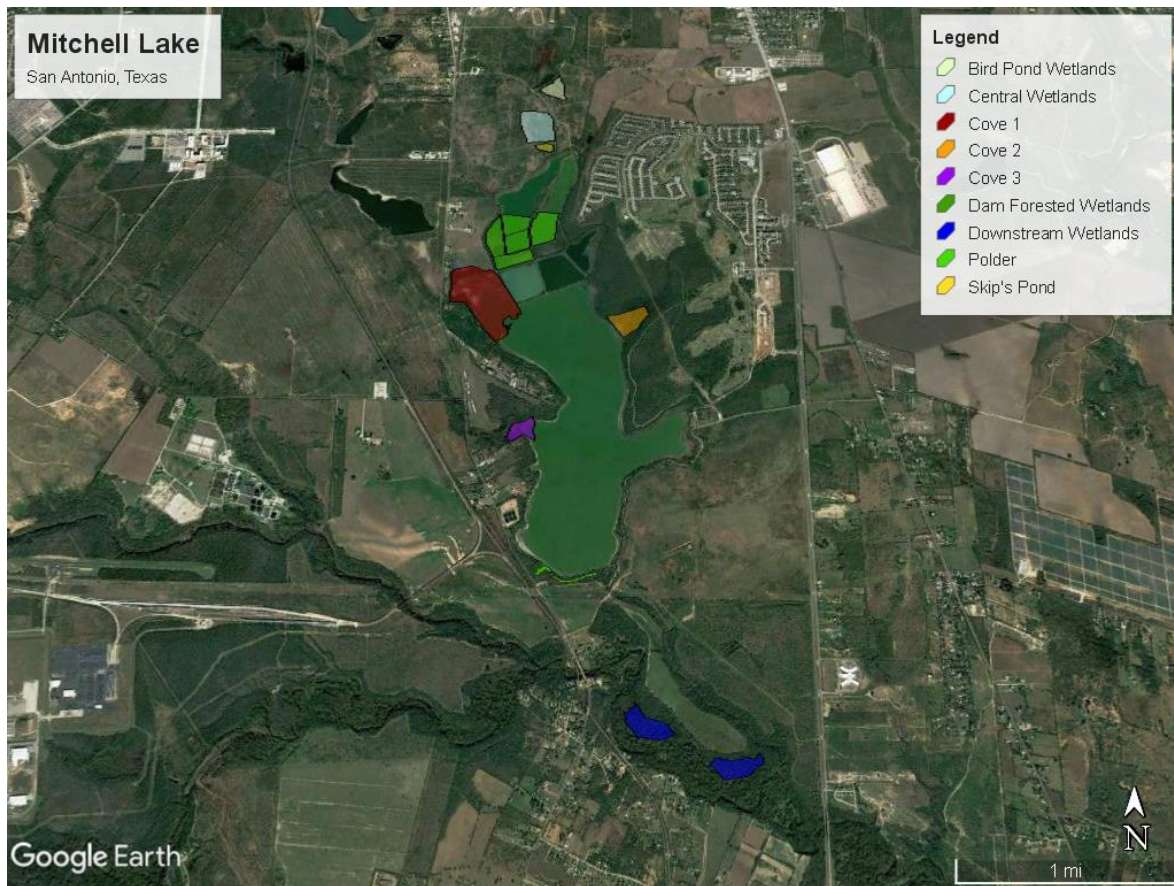 Mitchell Lake
San Antonio, Texas
Legend
Bird Pond Wetlands
Central Wetlands
Cove 1
Cove 2
Cove 3
Dam Forested Wetlands
Downstream Wetlands
Polder
Skip's Pond
N
1 mi
Google Earth